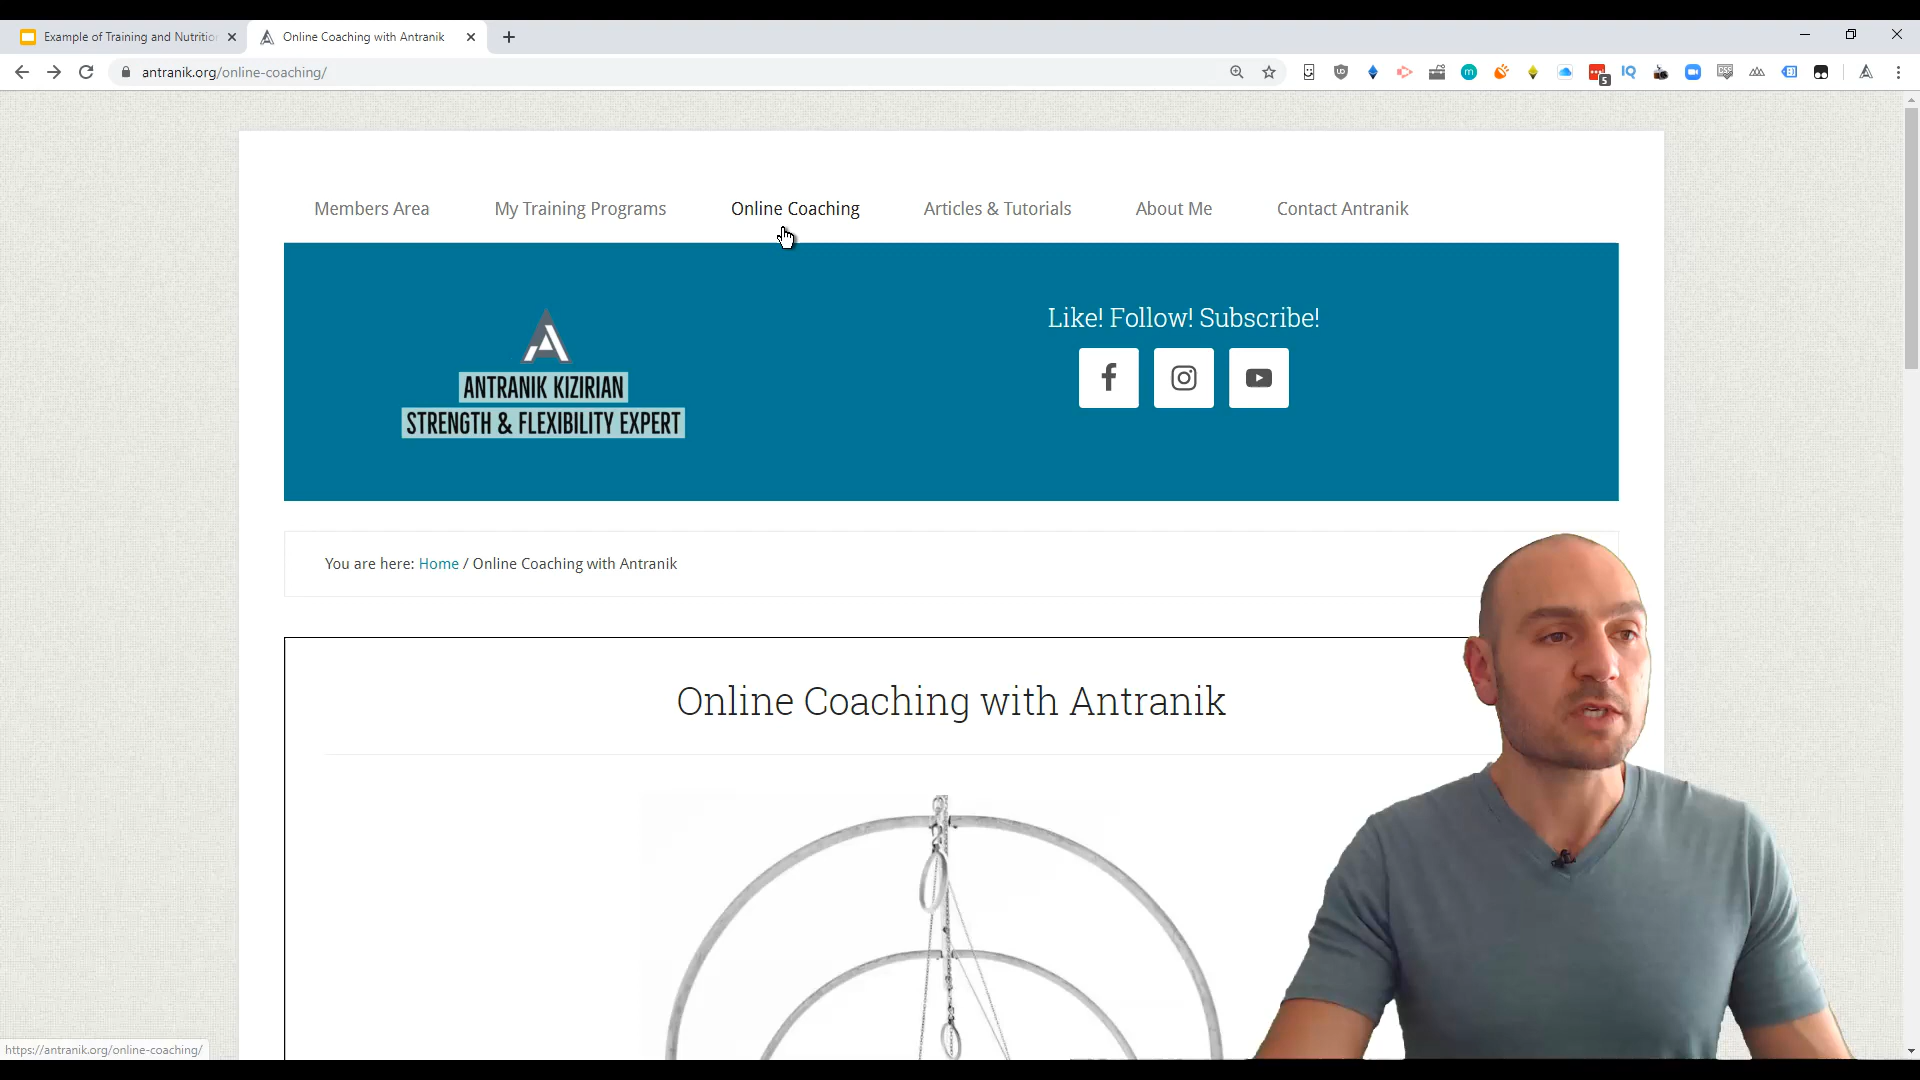 Example of Training and Nutritio
Online Coaching with Antranik
antranik.org/online-coaching/
5
Members Area
My Training Programs
Online Coaching
Articles & Tutorials
About Me
Contact Antranik
ANTRANIK KIZIRIAN
STRENGTH & FLEXIBILITY EXPERT
Like! Follow! Subscribe!
You are here: Home / Online Coaching with Antranik
Online Coaching with Antranik
https://antranik.org/online-coaching/